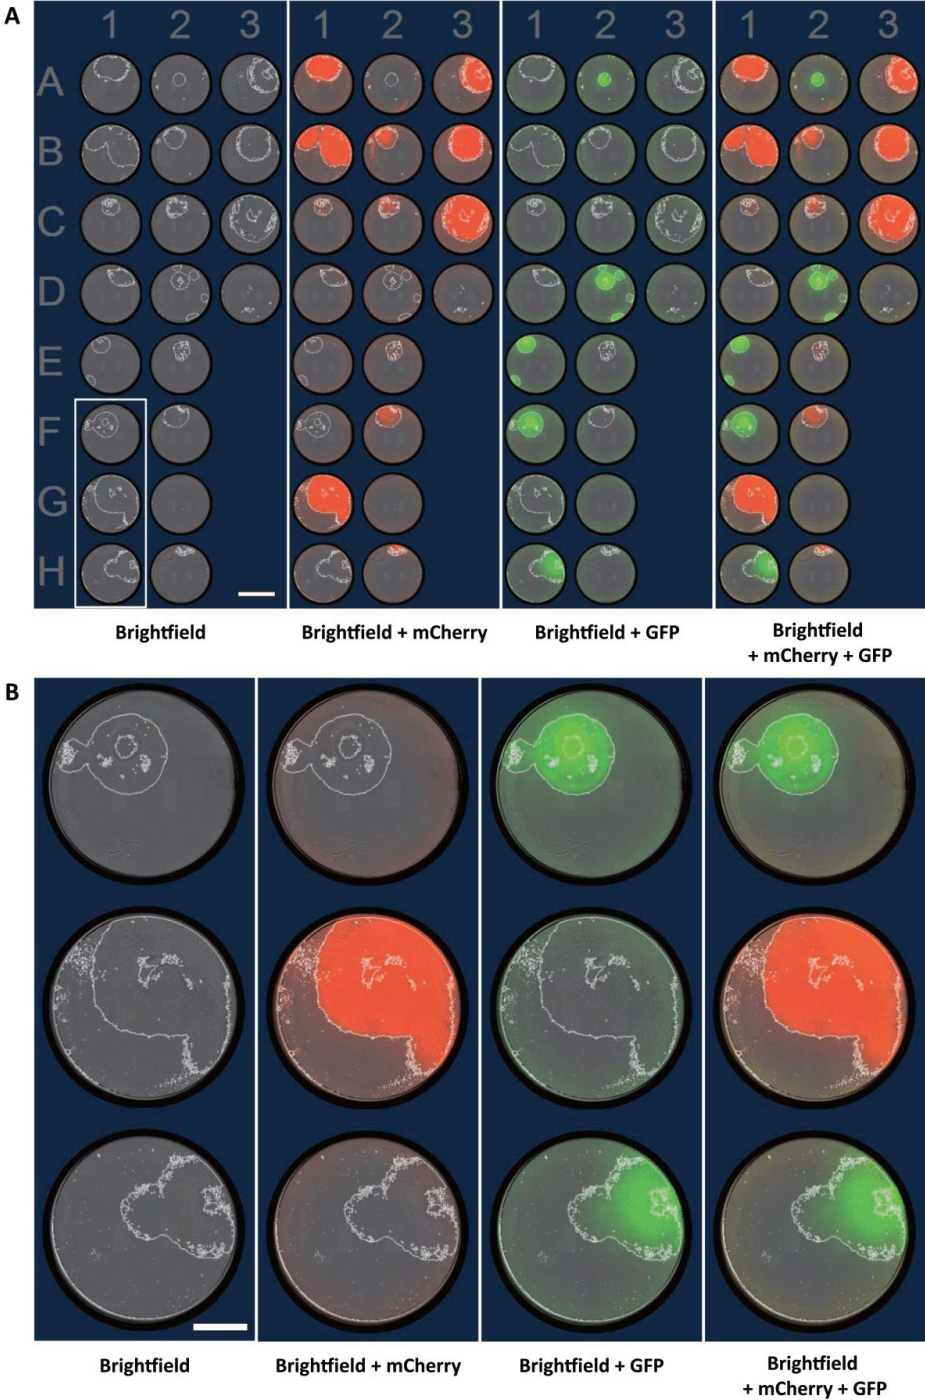 A
1 2 3 1 2 3 1 2 3 1 2 3
A
B
C
D
E
F
G
H
Brightfield Brightfield + mCherry Brightfield + GFP Brightfield
+ mCherry + GFP
B
Brightfield Brightfield + mCherry Brightfield + GFP Brightfield
+ mCherry + GFP